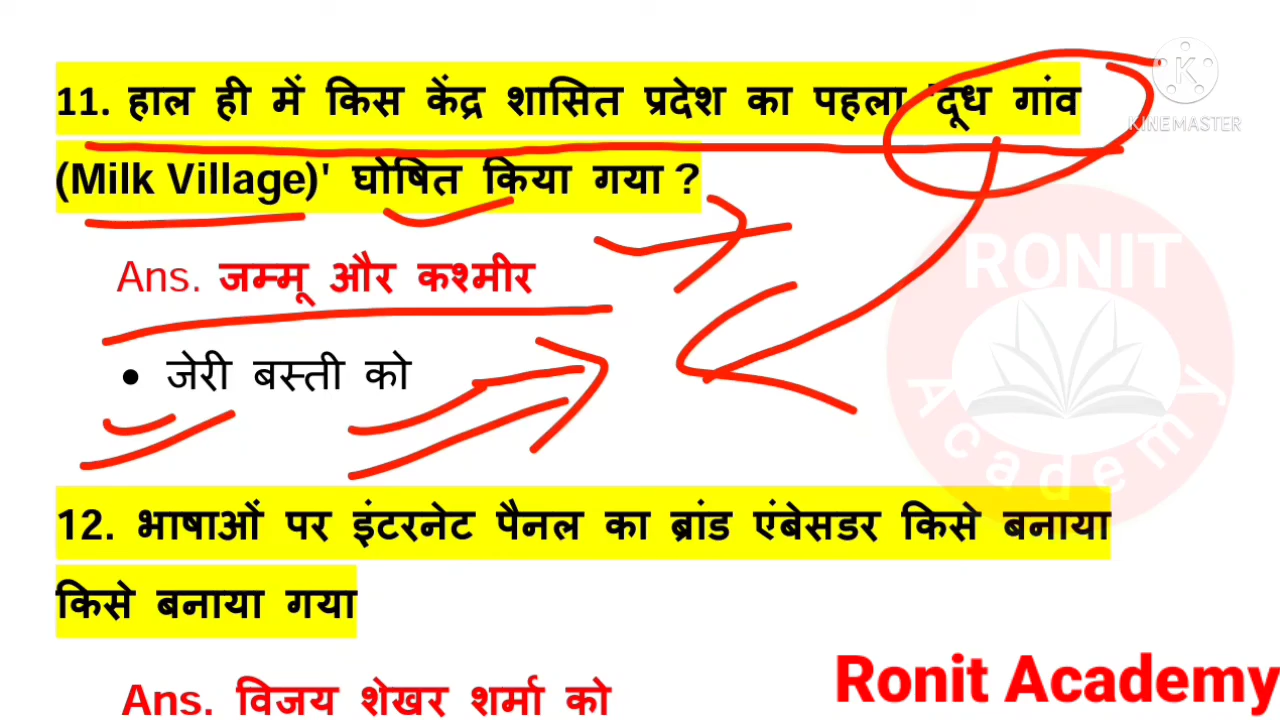 11. हाल ही में किस केंद्र शासित प्रदेश का पहला 'दूध गांव
(Milk Village)' घोषित किया गया ?
KINEMASTER
Ans. जम्मू और कश्मीर
RONIT
• जेरी बस्ती को
Academy
12. भाषाओं पर इंटरनेट पैनल का ब्रांड एंबेसडर किसे बनाया
किसे बनाया गया
Ans. विजय शेखर शर्मा को
Ronit Academy